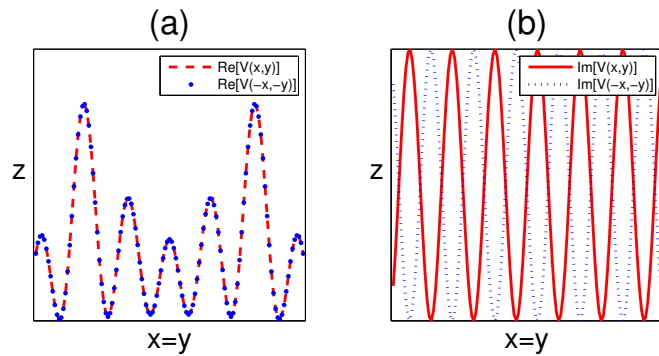 (a)
Re[V(x,y)]
Re[V(−x,−y)]
z
x=y
(b)
Im[V(x,y)]
Im[V(−x,−y)]
z
x=y